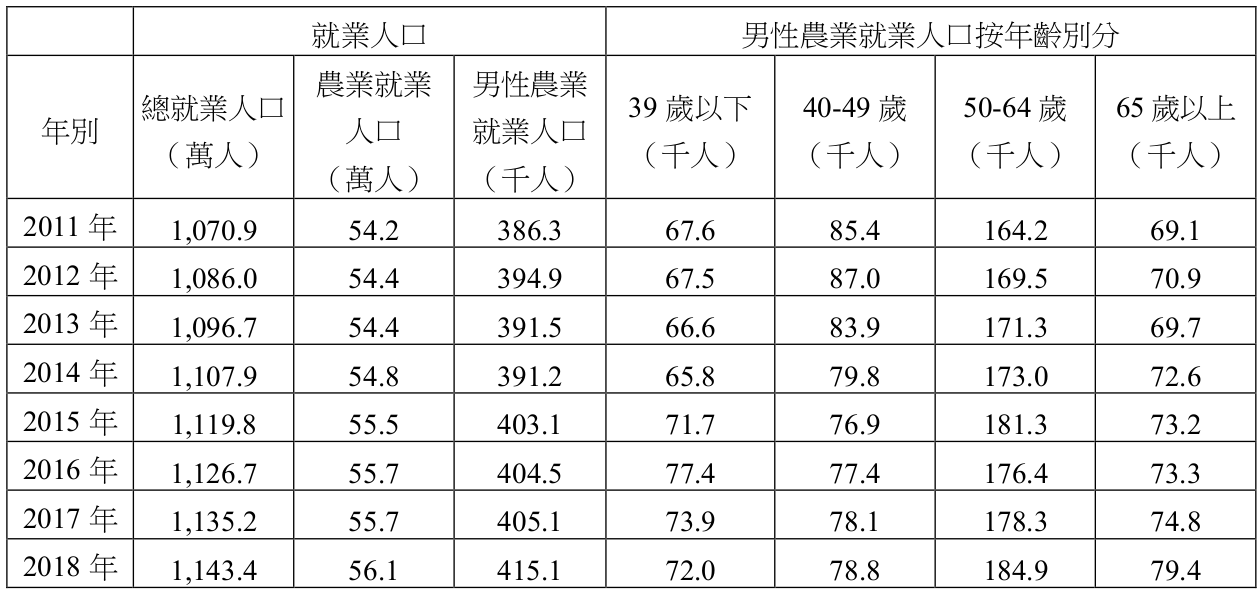 就業人口 男性農業就業人口按年齡別分
年別 總就業人口（萬人） 農業就業人口（萬人） 男性農業就業人口（千人） 39 歲以下（千人） 40-49 歲（千人） 50-64 歲（千人） 65 歲以上（千人）
2011 年 1,070.9 54.2 386.3 67.6 85.4 164.2 69.1
2012 年 1,086.0 54.4 394.9 67.5 87.0 169.5 70.9
2013 年 1,096.7 54.4 391.5 66.6 83.9 171.3 69.7
2014 年 1,107.9 54.8 391.2 65.8 79.8 173.0 72.6
2015 年 1,119.8 55.5 403.1 71.7 76.9 181.3 73.2
2016 年 1,126.7 55.7 404.5 77.4 77.4 176.4 73.3
2017 年 1,135.2 55.7 405.1 73.9 78.1 178.3 74.8
2018 年 1,143.4 56.1 415.1 72.0 78.8 184.9 79.4